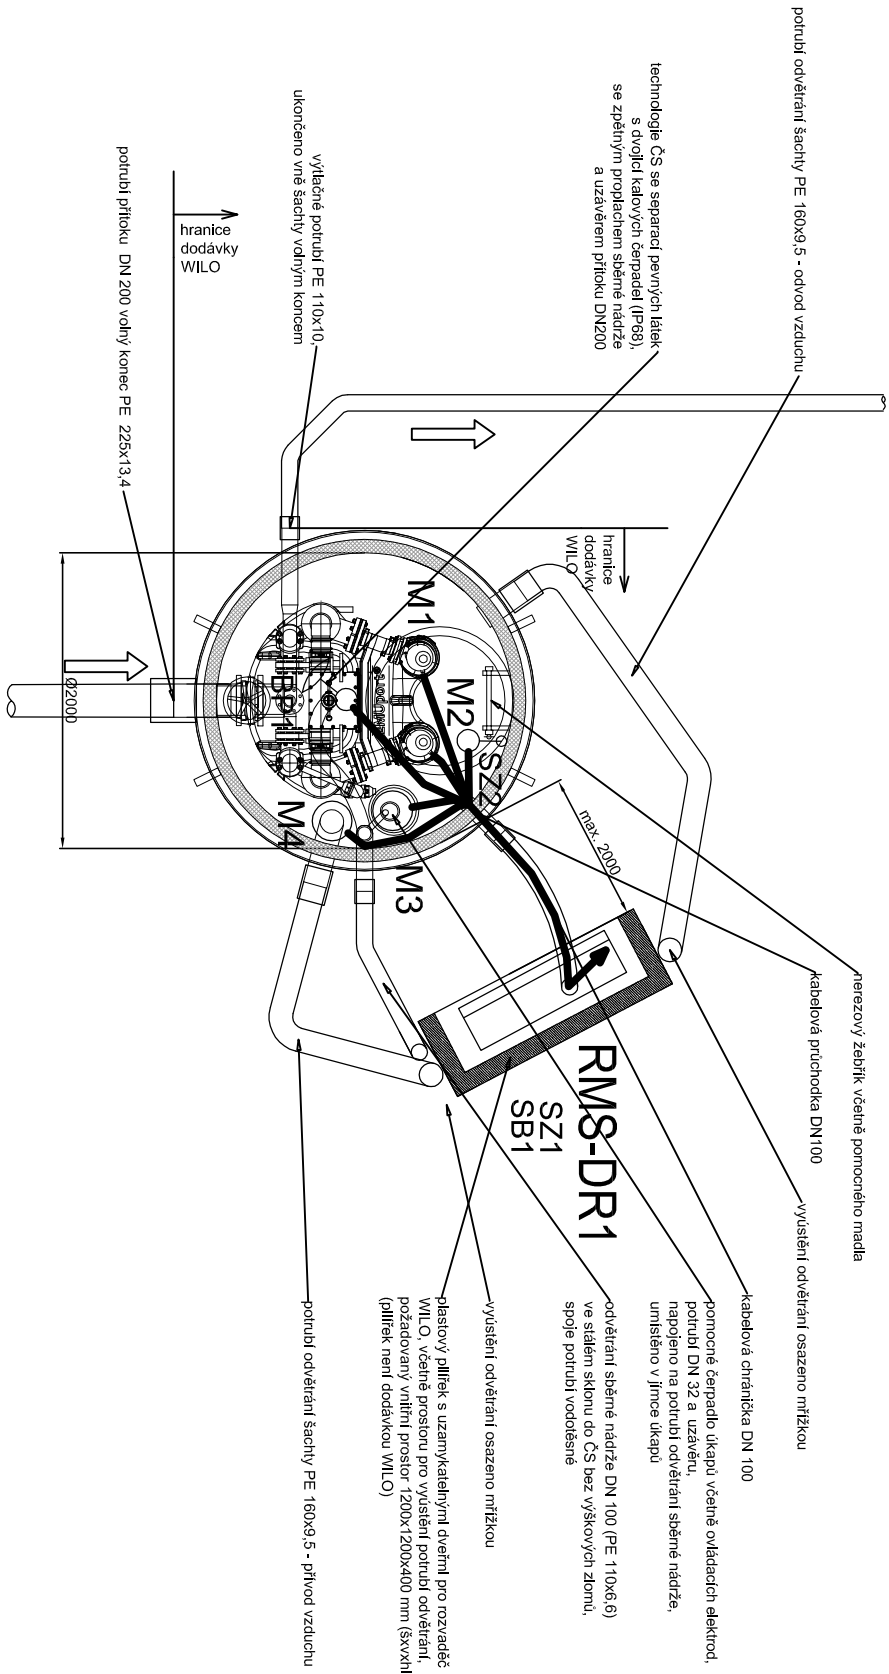 potrubí odvětrání šachty PE 160x9,5 - odvod vzduchu
technologie ČS se separací pevných látek
s dvojicí kalových čerpadel (IP68),
se zpětným proplachem sběrné nádrže
a uzávěrem přítoku DN200
výtlačné potrubí PE 110x10,
ukončeno vně šachty volným koncem
potrubí přítoku DN 200 volný konec PE 225x13,4
hranice
dodávky
WILO
hranice
dodávky
WILO
Ø2000
M1
M2
BP1
SZ2
M4
M3
max. 2000
RMS-DR1
SZ1
SB1
nerezový žebřík včetně pomocného madla
kabelová průchodka DN100
vyústění odvětrání osazeno mřížkou
kabelová chránička DN 100
pomocné čerpadlo úkapů včetně ovládacích elektrod,
potrubí DN 32 a uzávěru,
napojeno na potrubí odvětrání sběrné nádrže,
umístěno v jímce úkapů
odvětrání sběrné nádrže DN 100 (PE 110x6,6)
ve stálém sklonu do ČS bez výškových zlomů,
spoje potrubí vodotěsné
vyústění odvětrání osazeno mřížkou
plastový pilířek s uzamykatelnými dveřmi pro rozvaděč
WILO, včetně prostoru pro vyústění potrubí odvětrání,
požadovaný vnitřní prostor 1200x1200x400 mm (šxvxhl
(pilířek není dodávkou WILO)
potrubí odvětrání šachty PE 160x9,5 - přívod vzduchu